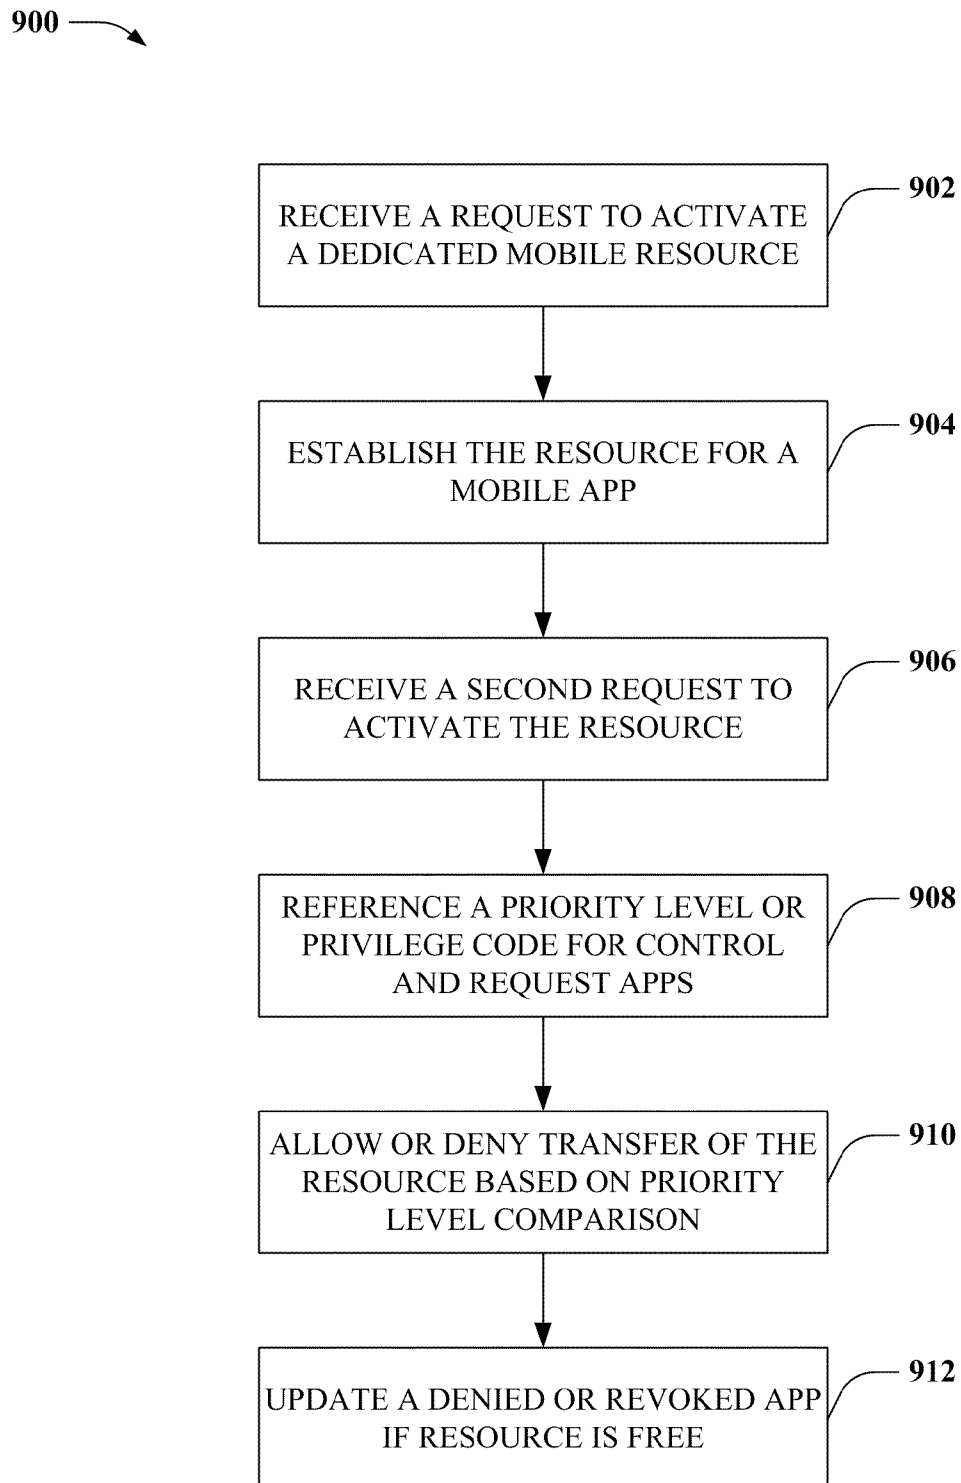 900
902
RECEIVE A REQUEST TO ACTIVATE
A DEDICATED MOBILE RESOURCE
904
ESTABLISH THE RESOURCE FOR A
MOBILE APP
906
RECEIVE A SECOND REQUEST TO
ACTIVATE THE RESOURCE
908
REFERENCE A PRIORITY LEVEL OR
PRIVILEGE CODE FOR CONTROL
AND REQUEST APPS
910
ALLOW OR DENY TRANSFER OF THE
RESOURCE BASED ON PRIORITY
LEVEL COMPARISON
912
UPDATE A DENIED OR REVOKED APP
IF RESOURCE IS FREE